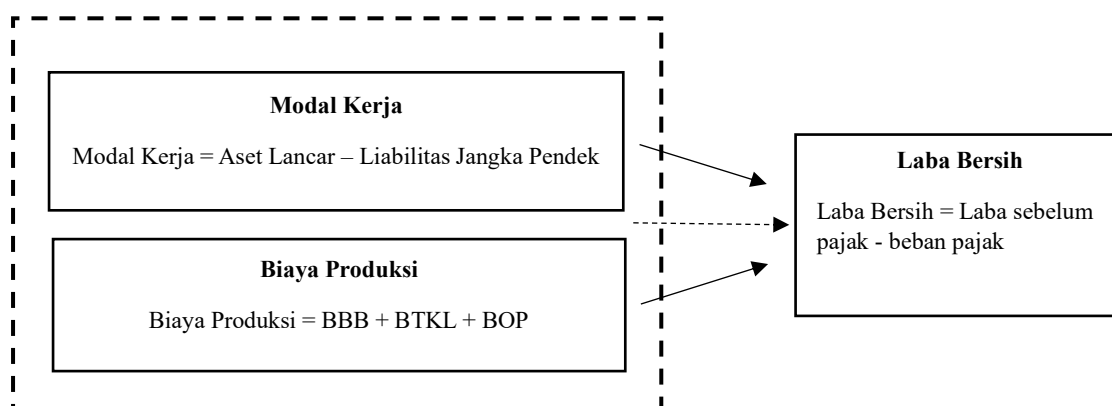 Modal Kerja
Modal Kerja = Aset Lancar – Liabilitas Jangka Pendek
Biaya Produksi
Biaya Produksi = BBB + BTKL + BOP
Laba Bersih
Laba Bersih = Laba sebelum
pajak - beban pajak